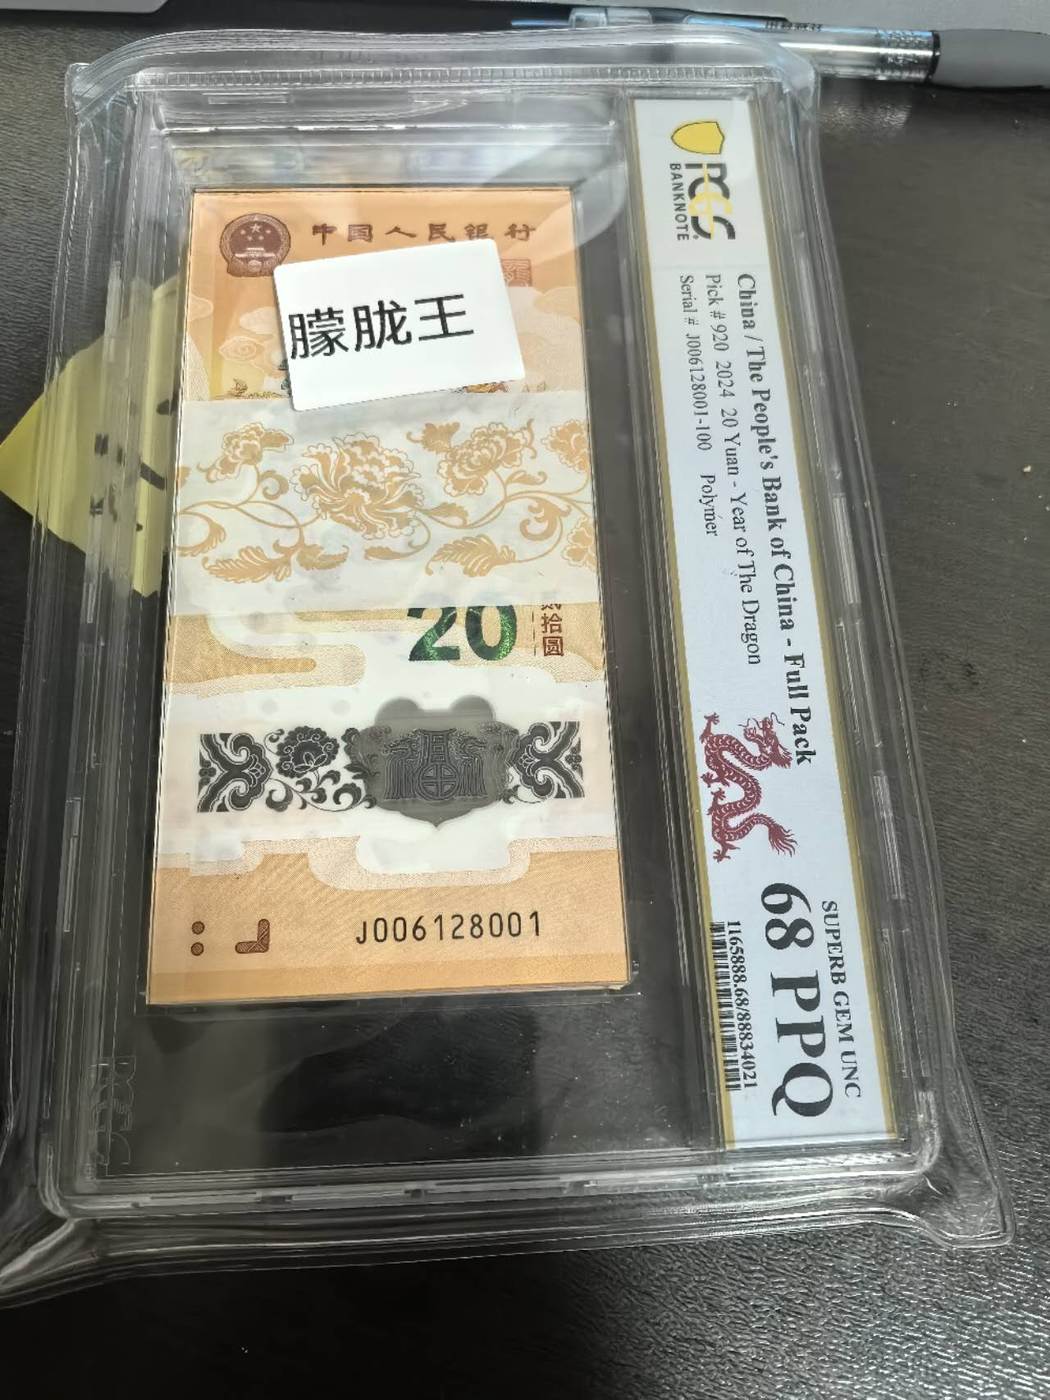 中国人民银行
朦胧王
20
拾圆
J006128001
PCGS
BANKNOTE
China / The People's Bank of China - Full Pack
Pick # 920 2024 20 Yuan - Year of The Dragon
Serial # J006128001-100 Polymer
SUPERB GEM UNC
68 PPQ
1165888.68/88834021